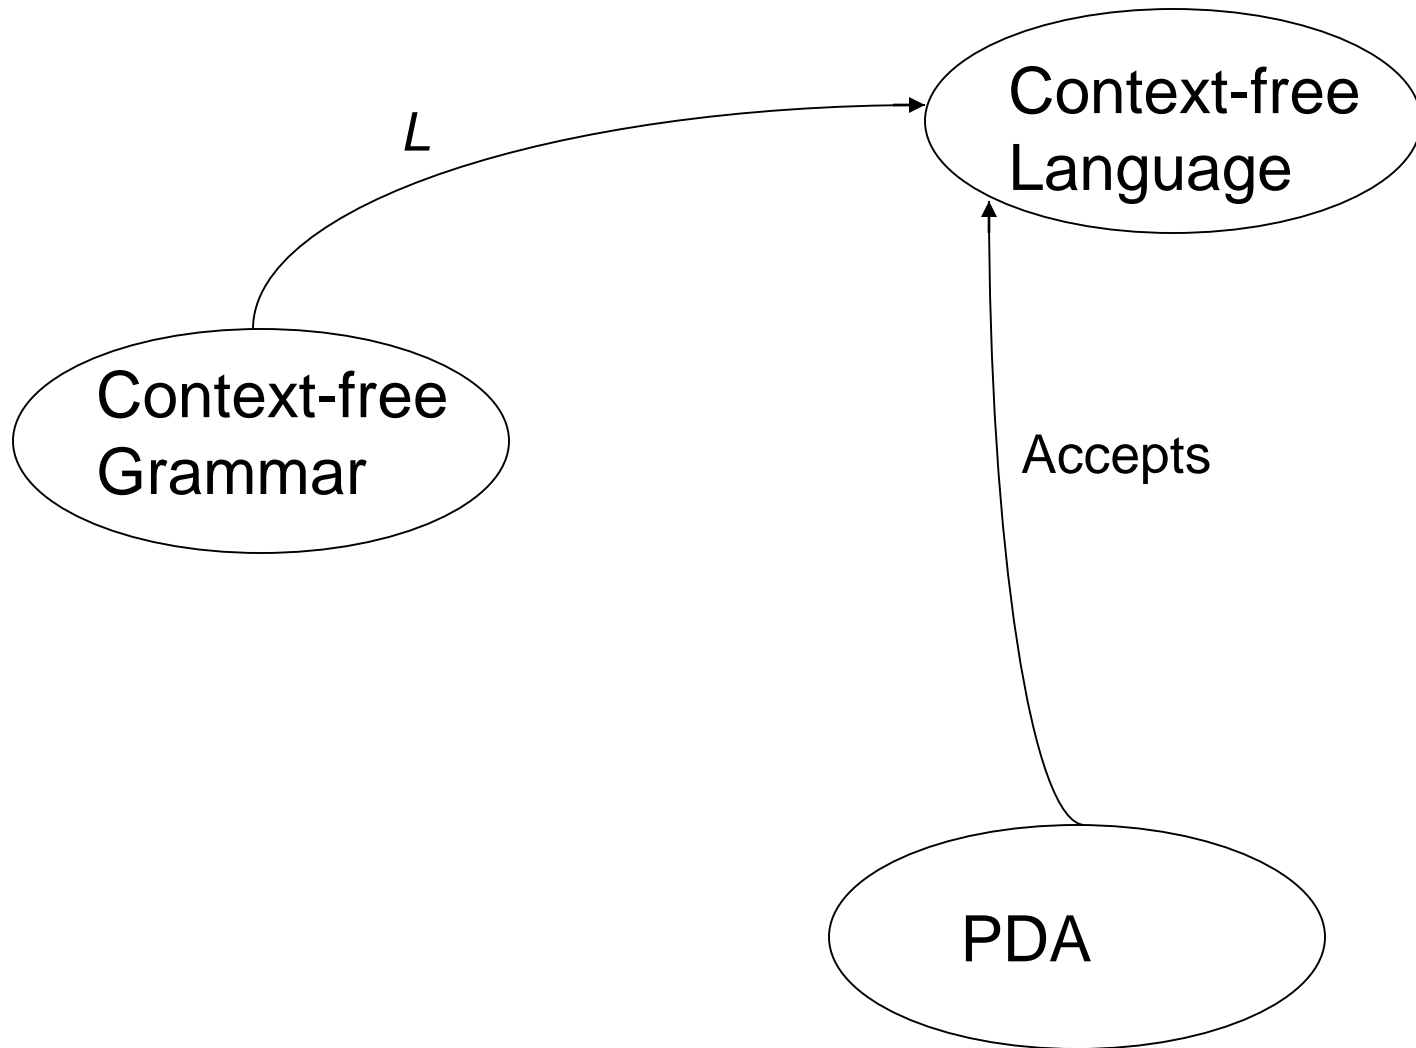 Context-free
Language
L
Context-free
Grammar
Accepts
PDA